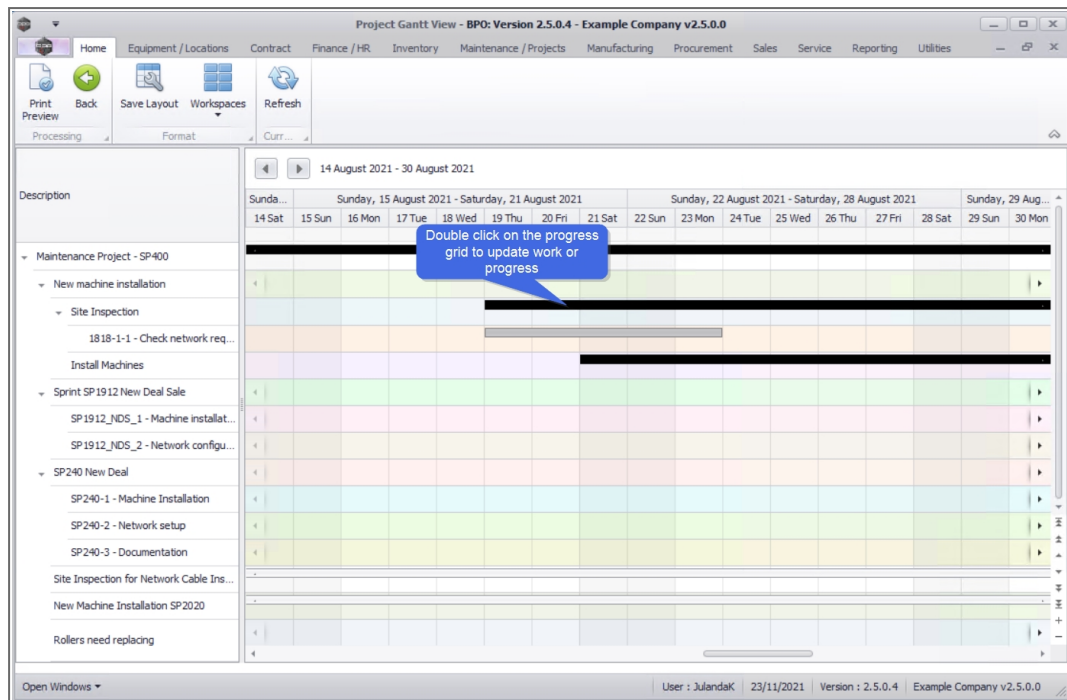 Project Gantt View - BPO: Version 2.5.0.4 - Example Company v2.5.0.0
Home Equipment / Locations Contract Finance / HR Inventory Maintenance / Projects Manufacturing Procurement Sales Service Reporting Utilities
Print Preview Back Save Layout Workspaces Refresh
Processing Format Curr...
14 August 2021 - 30 August 2021
Description
Sunda... Sunday, 15 August 2021 - Saturday, 21 August 2021 Sunday, 22 August 2021 - Saturday, 28 August 2021 Sunday, 29 Aug...
14 Sat 15 Sun 16 Mon 17 Tue 18 Wed 19 Thu 20 Fri 21 Sat 22 Sun 23 Mon 24 Tue 25 Wed 26 Thu 27 Fri 28 Sat 29 Sun 30 Mon
Double click on the progress
grid to update work or
progress
Maintenance Project - SP400
New machine installation
Site Inspection
1818-1-1 - Check network req...
Install Machines
Sprint SP1912 New Deal Sale
SP1912_NDS_1 - Machine installat...
SP1912_NDS_2 - Network configu...
SP240 New Deal
SP240-1 - Machine Installation
SP240-2 - Network setup
SP240-3 - Documentation
Site Inspection for Network Cable Ins...
New Machine Installation SP2020
Rollers need replacing
Open Windows User : JulandaK 23/11/2021 Version : 2.5.0.4 Example Company v2.5.0.0